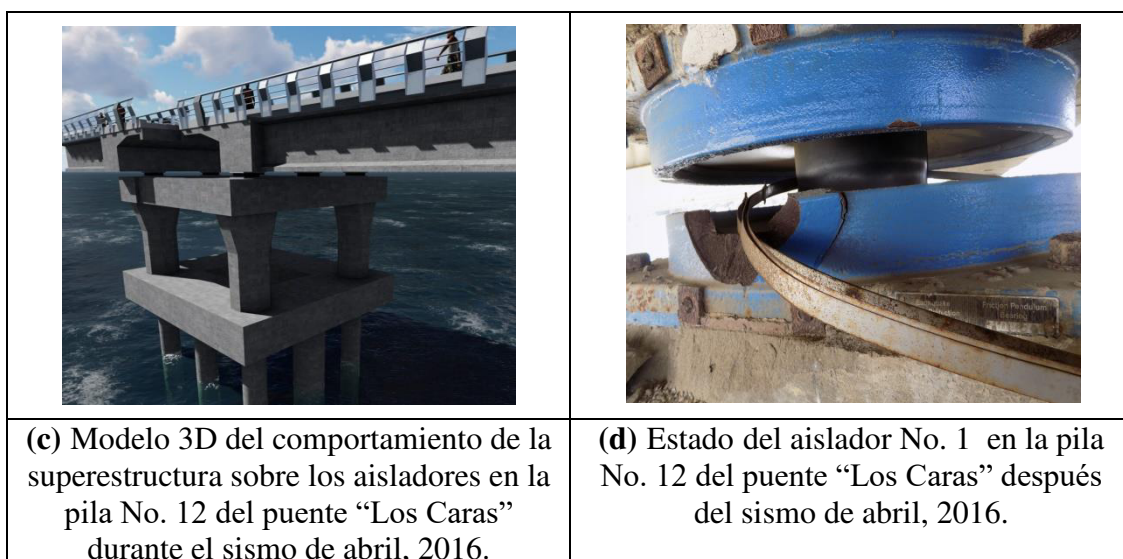 Friction Pendulum
Bearing
(c) Modelo 3D del comportamiento de la
superestructura sobre los aisladores en la
pila No. 12 del puente “Los Caras”
durante el sismo de abril, 2016.
(d) Estado del aislador No. 1 en la pila
No. 12 del puente “Los Caras” después
del sismo de abril, 2016.